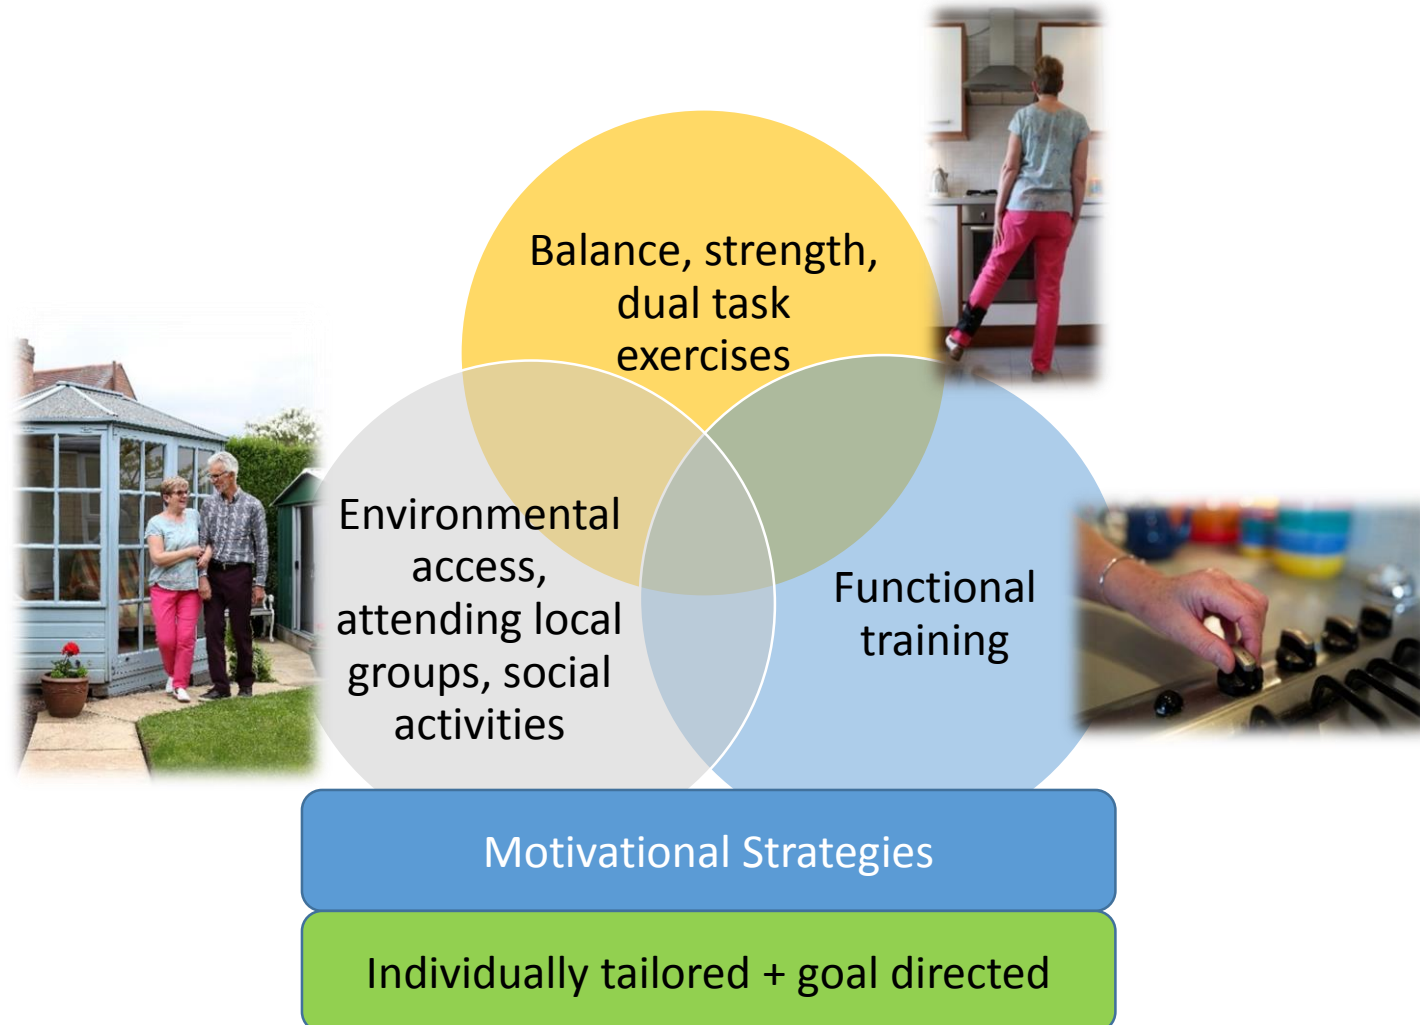 Balance, strength,
dual task
exercises
Environmental
access,
attending local
groups, social
activities
Functional
training
Motivational Strategies
Individually tailored + goal directed